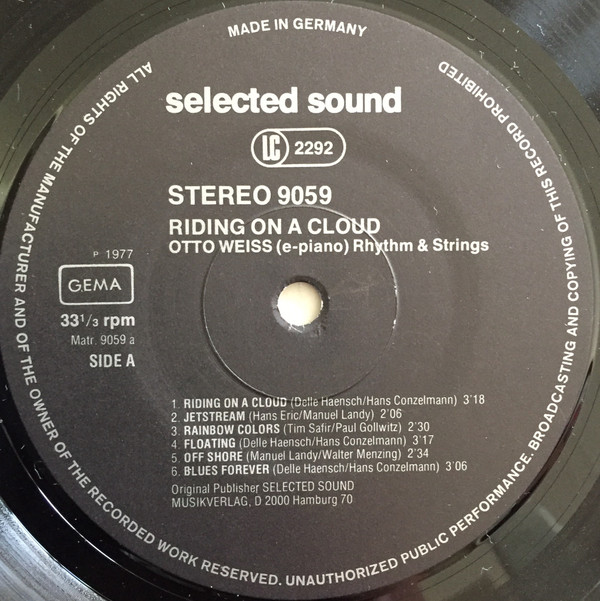 MADE IN GERMANY
ALL RIGHTS OF THE MANUFACTURER AND OF THE OWNER OF THE RECORDED WORK RESERVED. UNAUTHORIZED PUBLIC PERFORMANCE. BROADCASTING AND COPYING OF THIS RECORD PROHIBITED
selected sound
LC 2292
STEREO 9059
RIDING ON A CLOUD
OTTO WEISS (e-piano) Rhythm & Strings
P 1977
GEMA
33 1/3 rpm
Matr. 9059 a
SIDE A
1. RIDING ON A CLOUD (Delle Haensch/Hans Conzelmann) 3'18
2. JETSTREAM (Hans Eric/Manuel Landy) 2'06
3. RAINBOW COLORS (Tim Safir/Paul Gollwitz) 2'30
4. FLOATING (Delle Haensch/Hans Conzelmann) 3'17
5. OFF SHORE (Manuel Landy/Walter Menzing) 2'34
6. BLUES FOREVER (Delle Haensch/Hans Conzelmann) 3'06
Original Publisher SELECTED SOUND
MUSIKVERLAG, D 2000 Hamburg 70